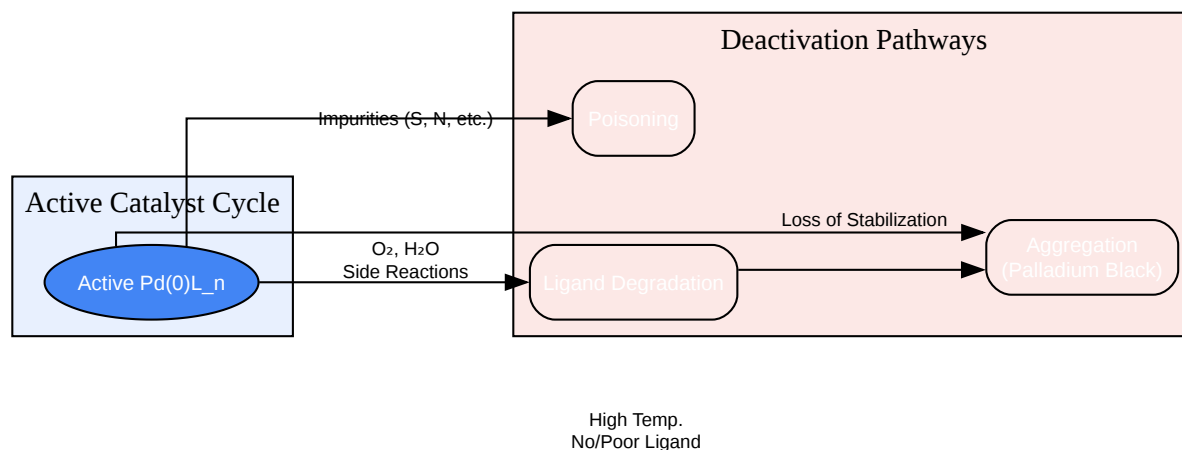 Deactivation Pathways
Impurities (S, N, etc.)
Poisoning
Active Catalyst Cycle
Loss of Stabilization
O₂, H₂O
Side Reactions
Aggregation
(Palladium Black)
Active Pd(0)L_n
Ligand Degradation
High Temp.
No/Poor Ligand